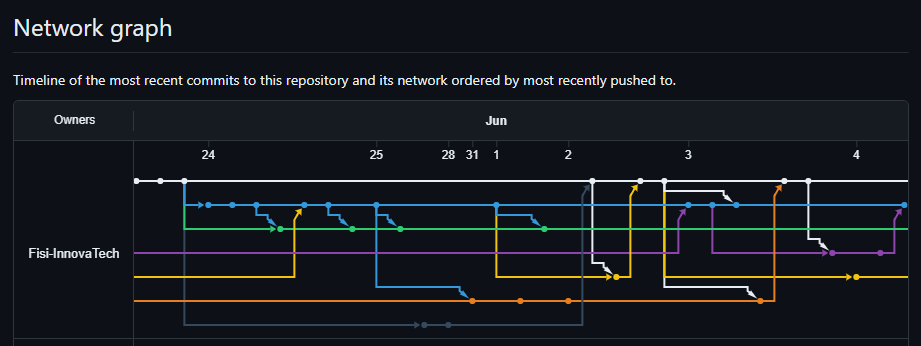 Network graph
Timeline of the most recent commits to this repository and its network ordered by most recently pushed to.
Owners Jun
24 25 28 31 1 2 3 4
Fisi-InnovaTech